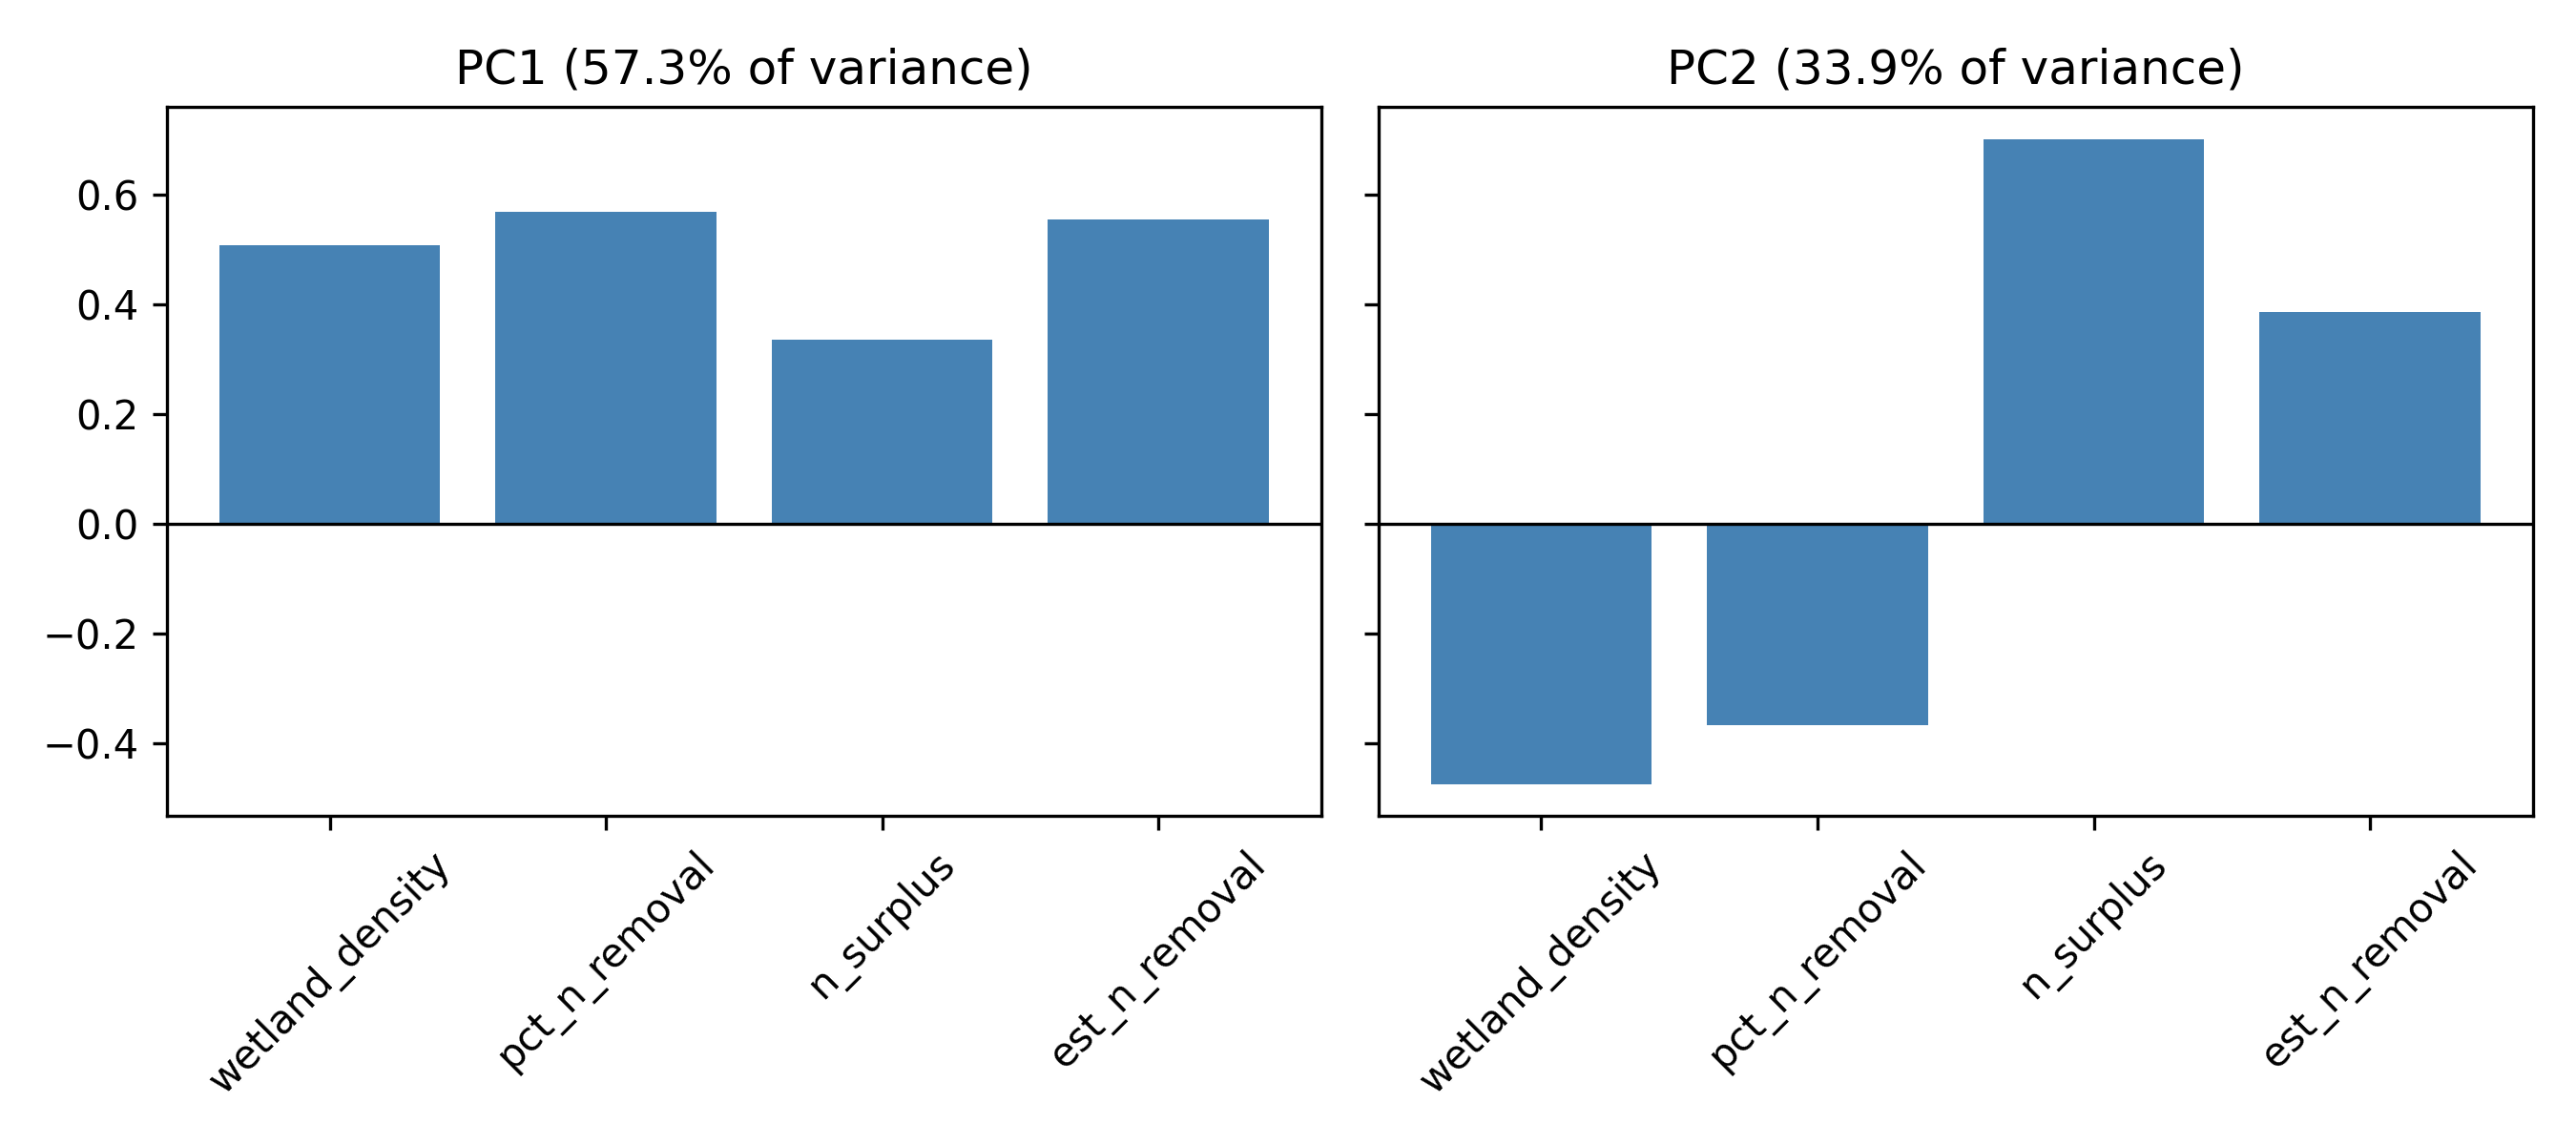 PC1 (57.3% of variance)
PC2 (33.9% of variance)
0.6
0.4
0.2
0.0
−0.2
−0.4
wetland_density
pct_n_removal
n_surplus
est_n_removal
wetland_density
pct_n_removal
n_surplus
est_n_removal